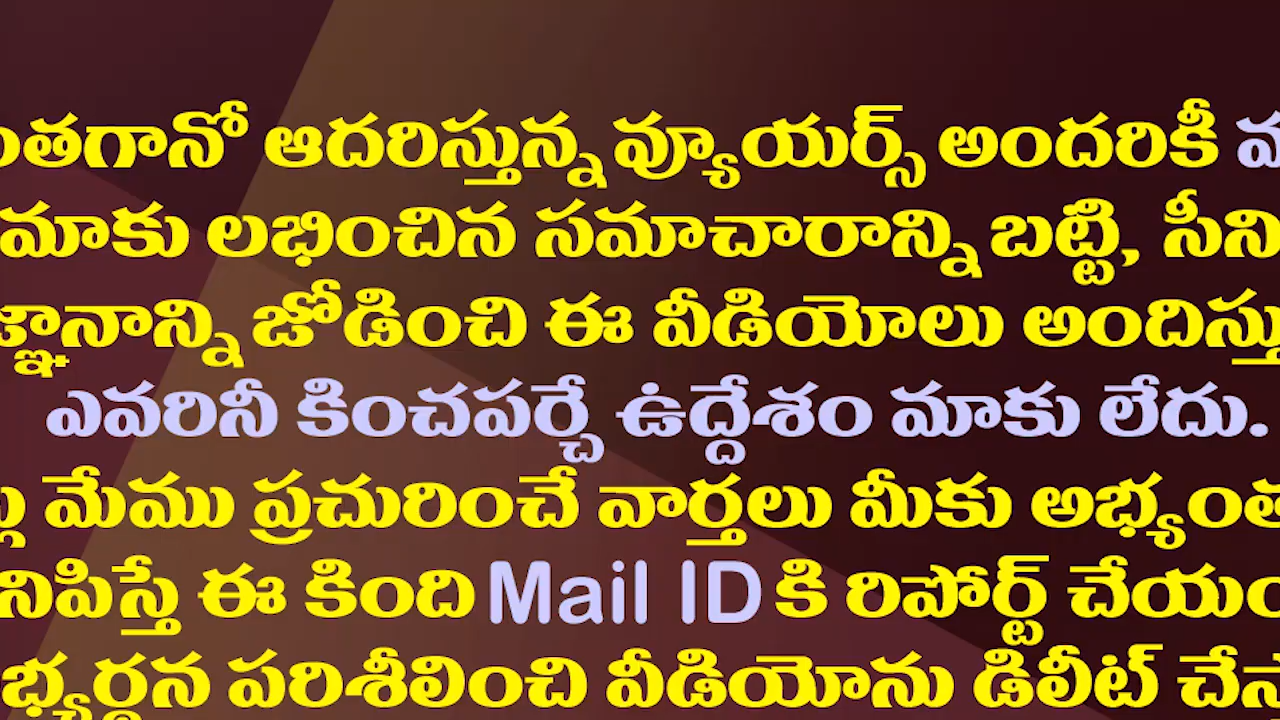 ఆదరిస్తున్న వ్యూయర్స్ అందరికీ
మాకు లభించిన సమాచారాన్ని బట్టి,
జోడించి ఈ వీడియోలు
ఎవరినీ కించపర్చే ఉద్దేశం మాకు లేదు.
మేము ప్రచురించే వార్తలు మీకు
ఈ కింది Mail ID కి రిపోర్ట్
పరిశీలించి వీడియోను డిలీట్